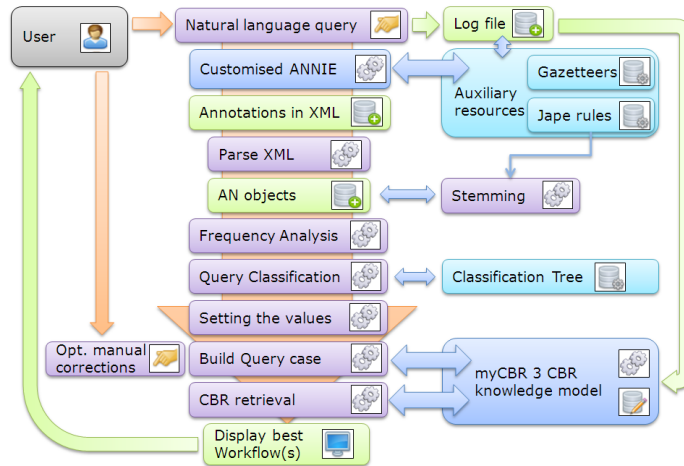 User
Natural language query
Log file
Customised ANNIE
Auxiliary
resources
Gazetteers
Jape rules
Annotations in XML
Parse XML
AN objects
Stemming
Frequency Analysis
Query Classification
Classification Tree
Setting the values
Opt. manual
corrections
Build Query case
myCBR 3 CBR
knowledge model
CBR retrieval
Display best
Workflow(s)